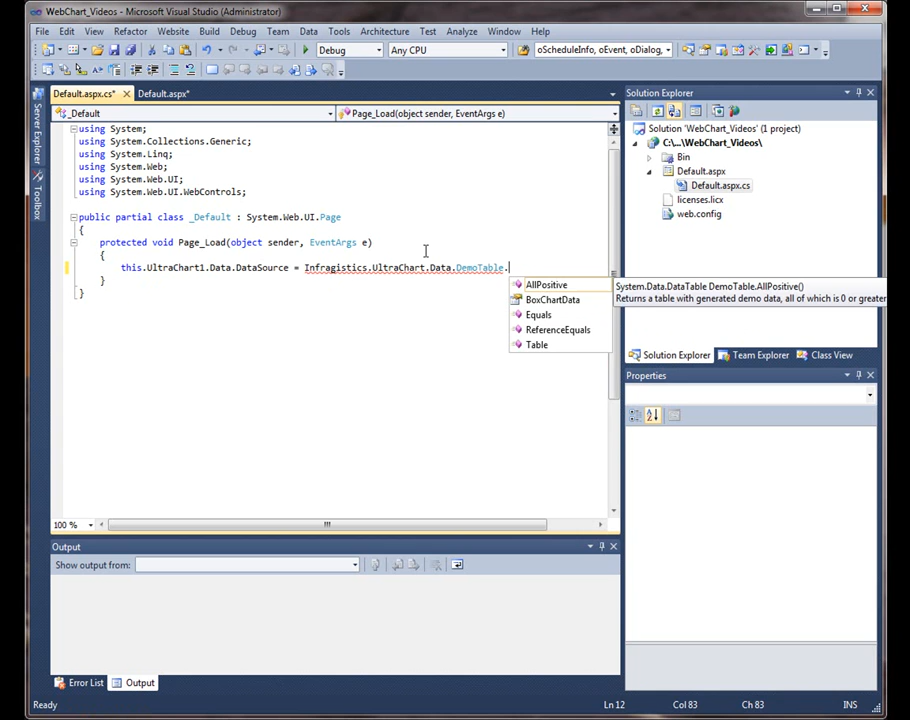 WebChart_Videos - Microsoft Visual Studio (Administrator)
File Edit View Refactor Website Build Debug Team Data Tools Architecture Test Analyze Window Help
Debug Any CPU oScheduleInfo, oEvent, oDialog,
Default.aspx.cs* Default.aspx*
_Default Page_Load(object sender, EventArgs e)
Server Explorer
Toolbox
using System;
using System.Collections.Generic;
using System.Linq;
using System.Web;
using System.Web.UI;
using System.Web.UI.WebControls;
public partial class _Default : System.Web.UI.Page
{
protected void Page_Load(object sender, EventArgs e)
{
this.UltraChart1.Data.DataSource = Infragistics.UltraChart.Data.DemoTable.
}
}
AllPositive
BoxChartData
Equals
ReferenceEquals
Table
System.Data.DataTable DemoTable.AllPositive()
Returns a table with generated demo data, all of which is 0 or greater
100 %
Solution Explorer
Solution 'WebChart_Videos' (1 project)
C:\...\WebChart_Videos\
Bin
Default.aspx
Default.aspx.cs
licenses.licx
web.config
Solution Explorer Team Explorer Class View
Properties
Output
Show output from:
Error List Output
Ready Ln 12 Col 83 Ch 83 INS